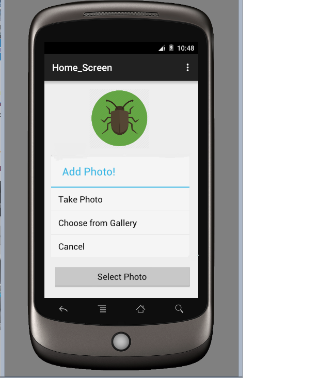 10:48
Home_Screen
Add Photo!
Take Photo
Choose from Gallery
Cancel
Select Photo